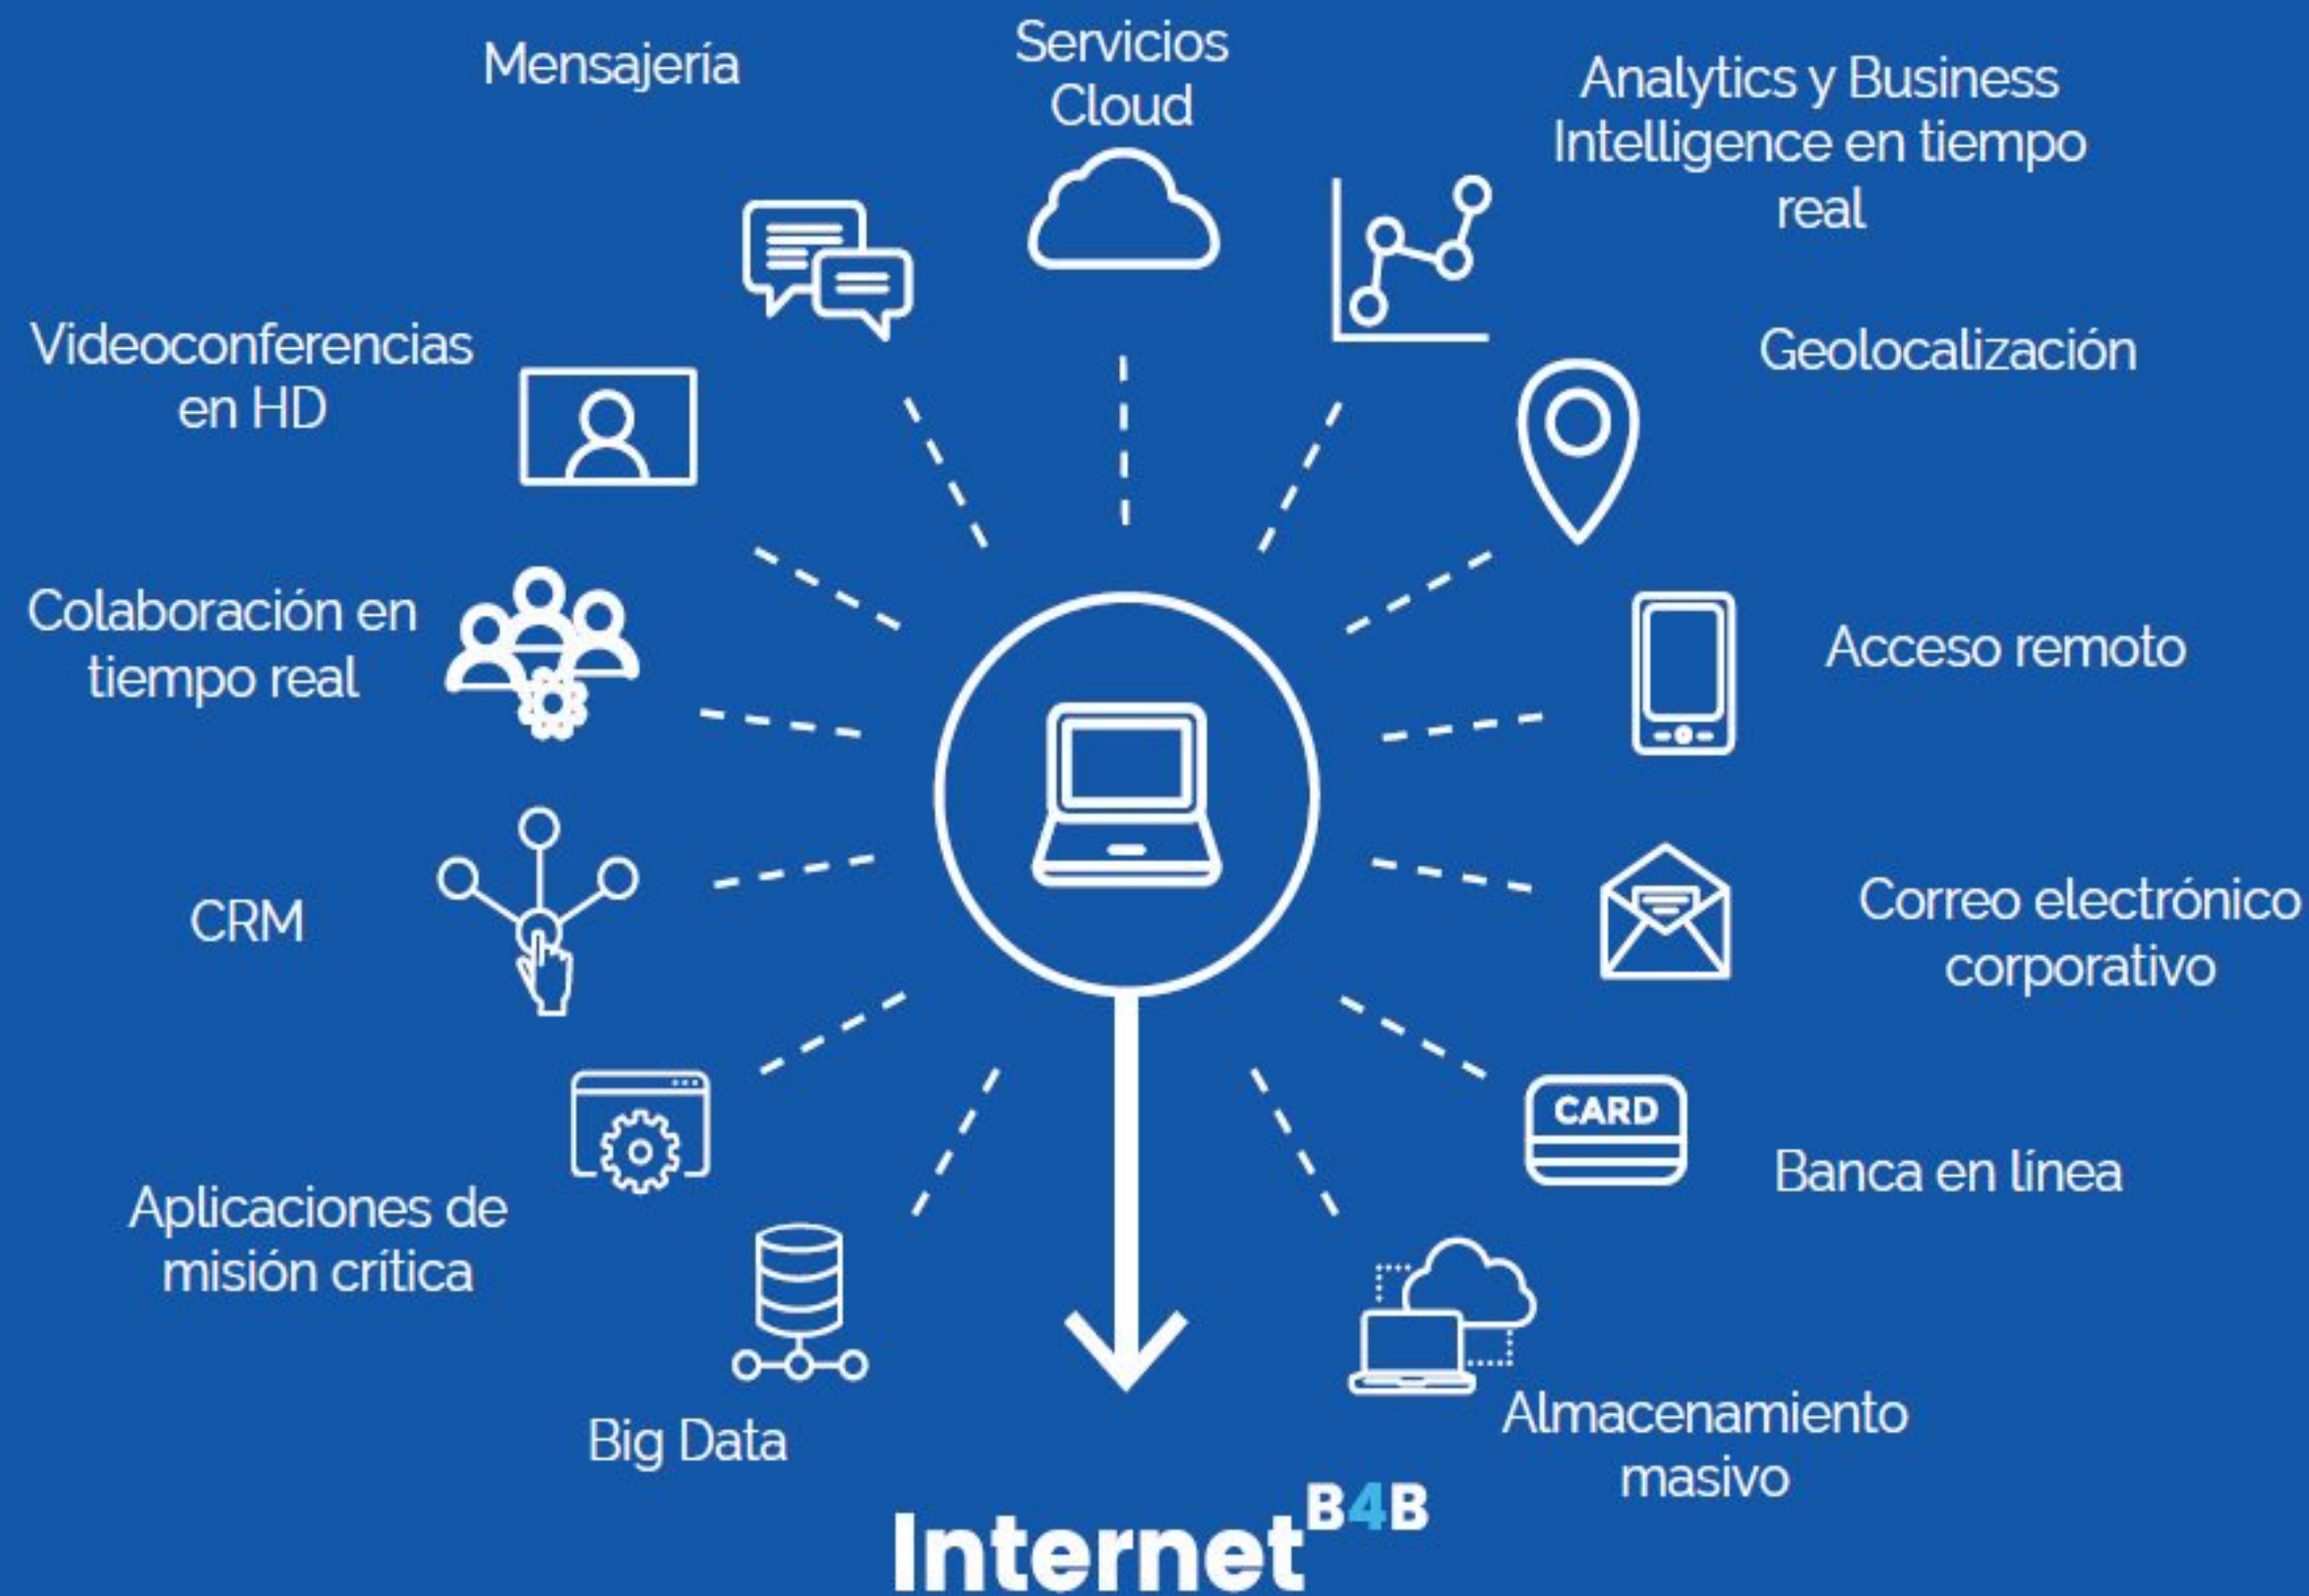 Mensajería
Servicios
Cloud
Analytics y Business
Intelligence en tiempo
real
Videoconferencias
en HD
Geolocalización
Colaboración en
tiempo real
Acceso remoto
CRM
Correo electrónico
corporativo
CARD
Banca en línea
Aplicaciones de
misión crítica
Big Data
Almacenamiento
masivo
Internet B4B